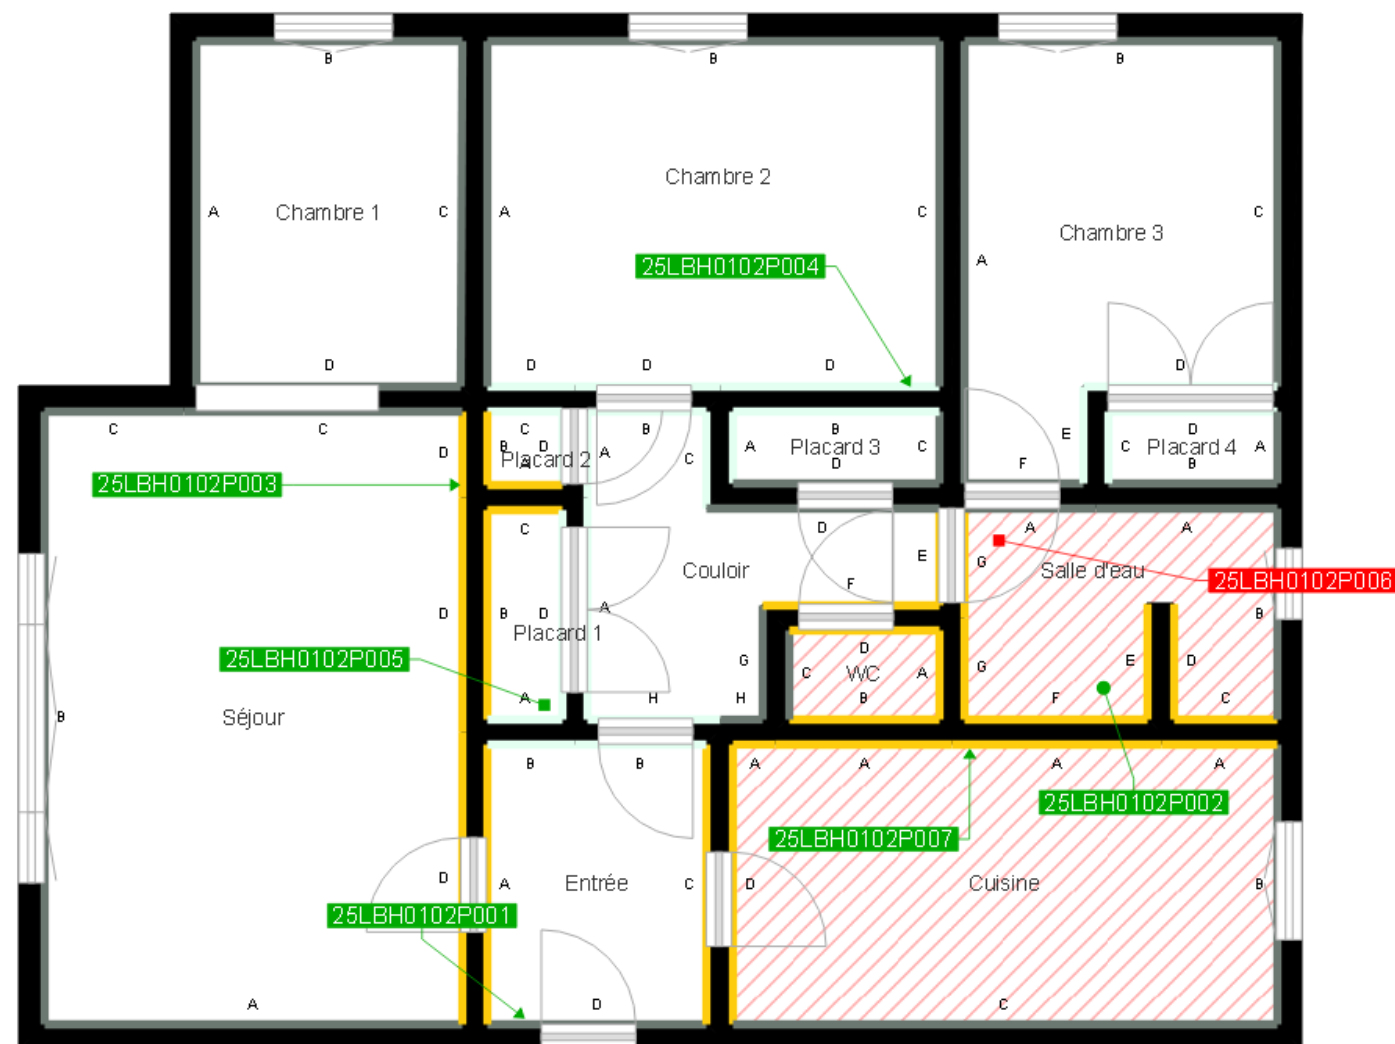 B
B
B
Chambre 2
A
Chambre 1
C
A
C
C
Chambre 3
A
25LBH0102P004
D
D
D
D
D
C
C
D
C
B
A
D
Placard 2
B
A
B
C
A
B
Placard 3
D
C
E
F
C
D
Placard 4
B
A
25LBH0102P003
C
B
D
Placard 1
A
A
Couloir
D
E
F
G
H
H
A
A
G
Salle d'eau
25LBH0102P006
B
G
E
D
F
C
D
C
WC
A
B
D
25LBH0102P005
B
Séjour
B
B
A
A
A
A
25LBH0102P002
25LBH0102P007
D
A
Entrée
C
D
Cuisine
B
25LBH0102P001
A
D
C